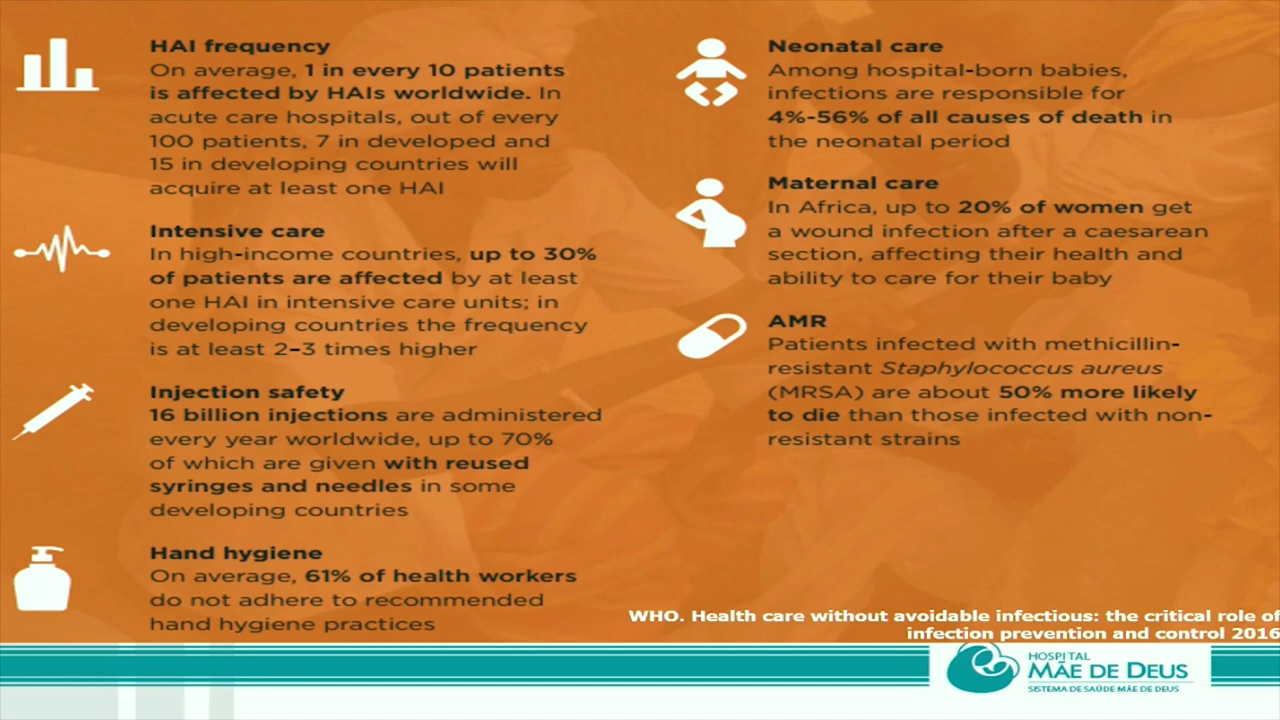 HAI frequency
On average, 1 in every 10 patients
is affected by HAIs worldwide. In
acute care hospitals, out of every
100 patients, 7 in developed and
15 in developing countries will
acquire at least one HAI
Intensive care
In high-income countries, up to 30%
of patients are affected by at least
one HAI in intensive care units; in
developing countries the frequency
is at least 2–3 times higher
Injection safety
16 billion injections are administered
every year worldwide, up to 70%
of which are given with reused
syringes and needles in some
developing countries
Hand hygiene
On average, 61% of health workers
do not adhere to recommended
hand hygiene practices
Neonatal care
Among hospital-born babies,
infections are responsible for
4%-56% of all causes of death in
the neonatal period
Maternal care
In Africa, up to 20% of women get
a wound infection after a caesarean
section, affecting their health and
ability to care for their baby
AMR
Patients infected with methicillin-
resistant Staphylococcus aureus
(MRSA) are about 50% more likely
to die than those infected with non-
resistant strains
WHO. Health care without avoidable infectious: the critical role of
infection prevention and control 2016
HOSPITAL
MÃE DE DEUS
SISTEMA DE SAÚDE MÃE DE DEUS